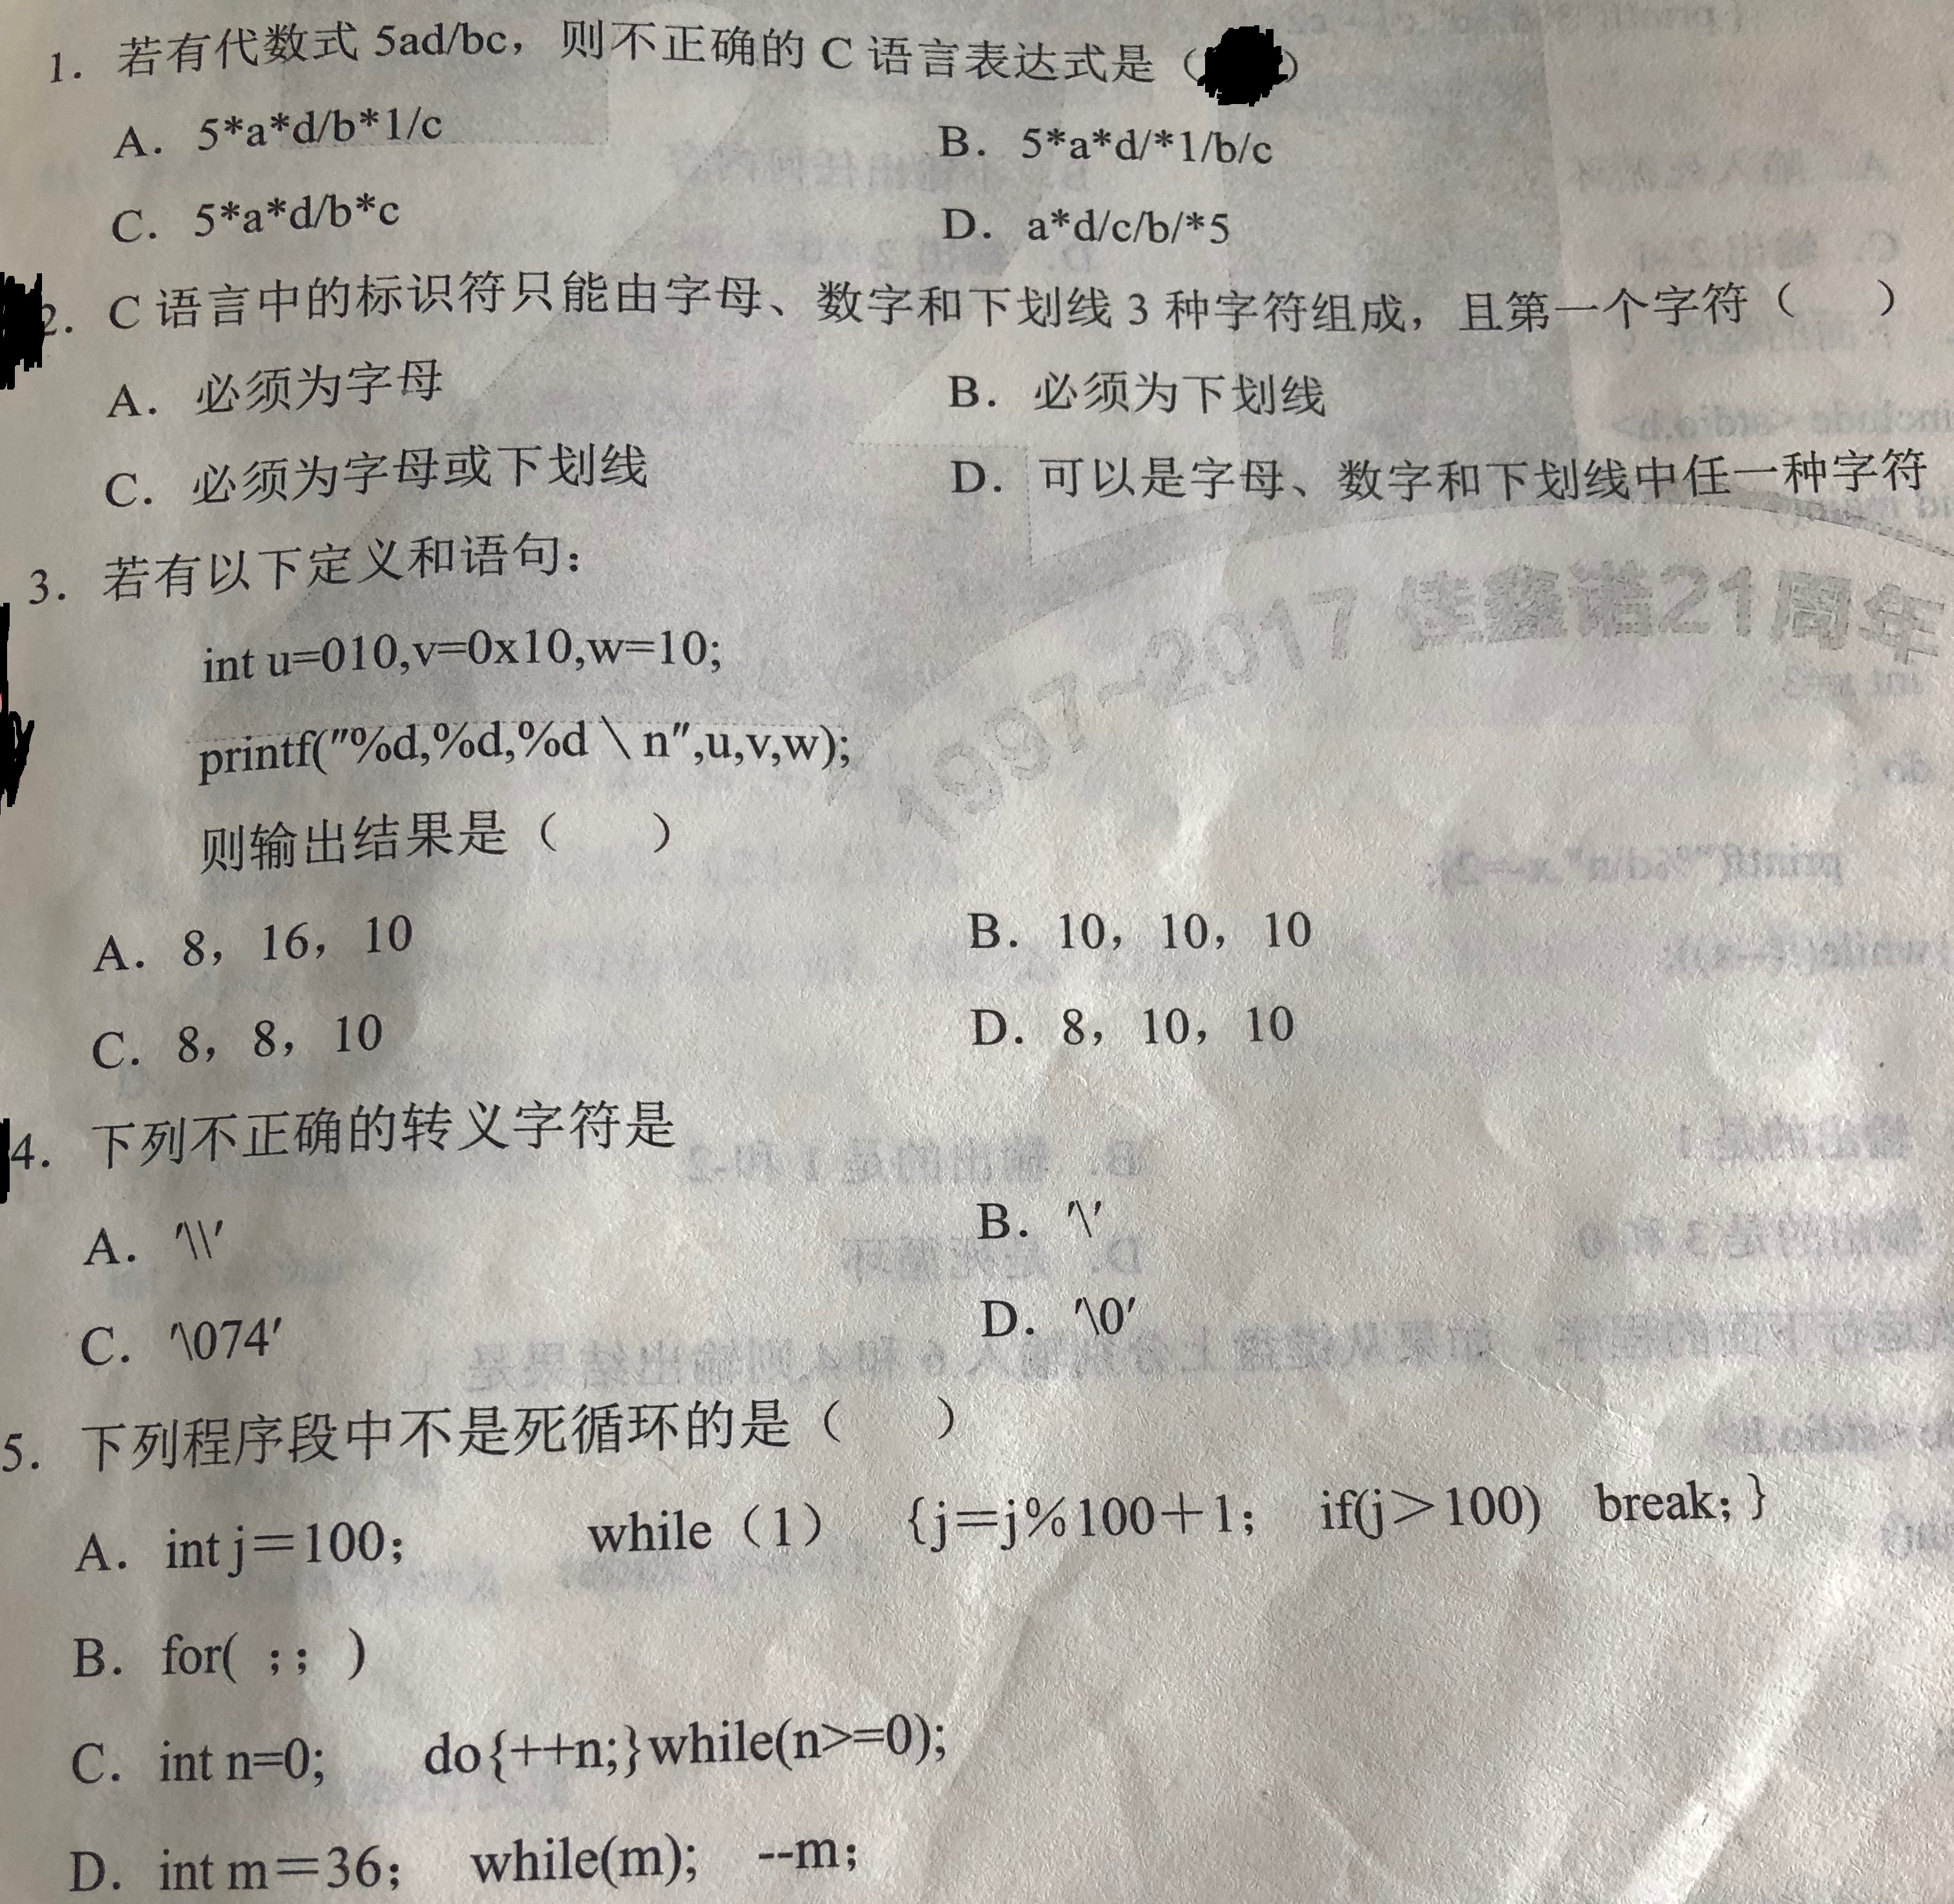 1. 若有代数式 5ad/bc，则不正确的 C 语言表达式是（ ）
A. 5*a*d/b*1/c B. 5*a*d/*1/b/c
C. 5*a*d/b*c D. a*d/c/b/*5
2. C 语言中的标识符只能由字母、数字和下划线 3 种字符组成，且第一个字符（ ）
A. 必须为字母 B. 必须为下划线
C. 必须为字母或下划线 D. 可以是字母、数字和下划线中任一种字符
3. 若有以下定义和语句：
1997-2017 佳鑫诺21周年
int u=010,v=0x10,w=10;
printf("%d,%d,%d \ n",u,v,w);
则输出结果是（ ）
A. 8，16，10 B. 10，10，10
C. 8，8，10 D. 8，10，10
4. 下列不正确的转义字符是
A. '\\' B. '\'
C. '\074' D. '\0'
5. 下列程序段中不是死循环的是（ ）
A. int j＝100； while（1） {j＝j%100＋1； if(j＞100) break；}
B. for( ；； )
C. int n=0; do{++n;}while(n>=0);
D. int m＝36； while(m); --m；